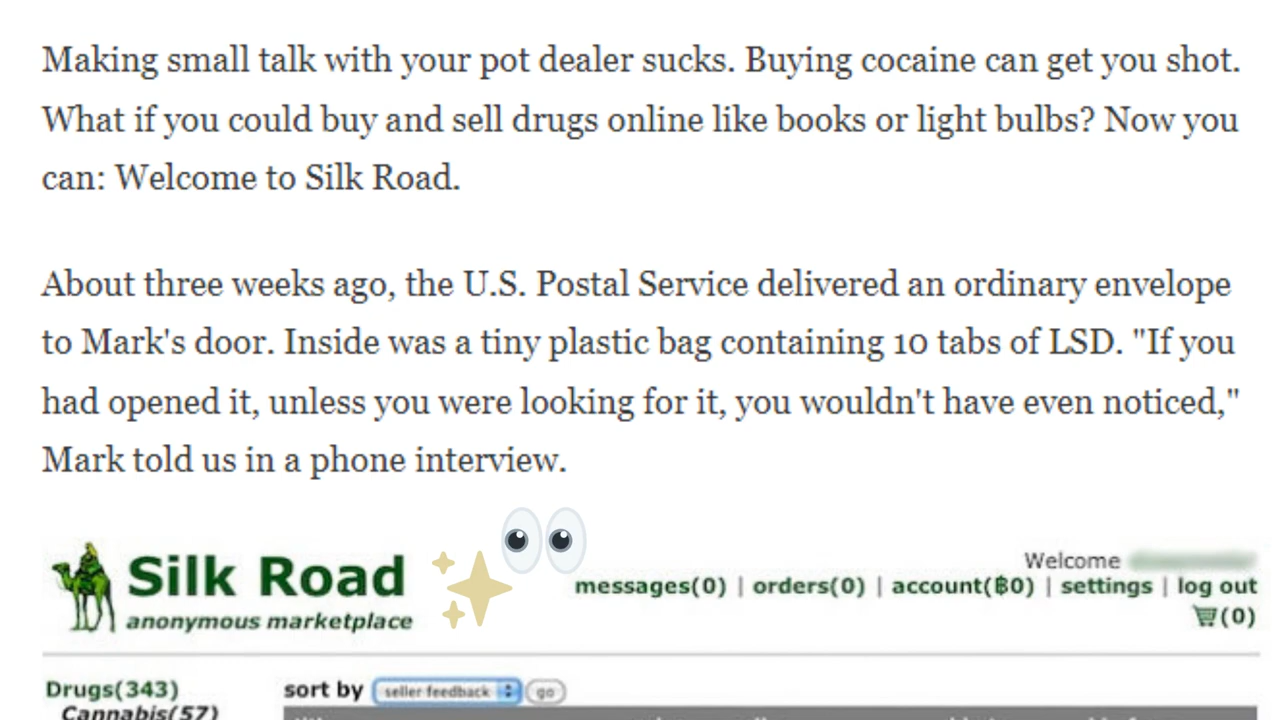 Making small talk with your pot dealer sucks. Buying cocaine can get you shot.
What if you could buy and sell drugs online like books or light bulbs? Now you
can: Welcome to Silk Road.
About three weeks ago, the U.S. Postal Service delivered an ordinary envelope
to Mark's door. Inside was a tiny plastic bag containing 10 tabs of LSD. "If you
had opened it, unless you were looking for it, you wouldn't have even noticed,"
Mark told us in a phone interview.
Silk Road
anonymous marketplace
Welcome
messages(0) | orders(0) | account(฿0) | settings | log out
(0)
Drugs(343)
sort by seller feedback go
Cannabis(57)